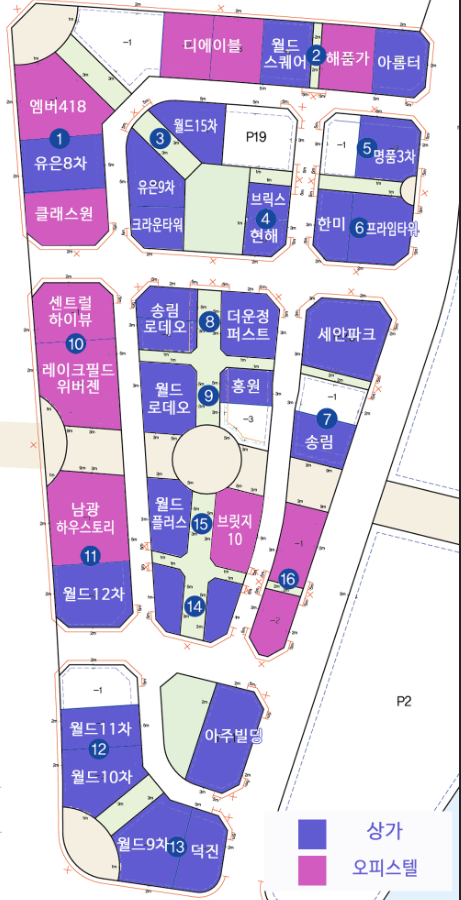 -1
디에이블
월드
스퀘어
2
해품가
아롬터
엠버418
1
유은8차
클래스원
월드15차
3
P19
유은9차
크라운타워
브릭스
4
현해
-1
5
명품3차
한미
6
프라임타워
센트럴
하이뷰
10
레이크필드
위버젠
송림
로데오
8
더운정
퍼스트
세안파크
월드
로데오
9
홍원
-3
-1
7
송림
남광
하우스토리
11
월드12차
월드
플러스
15
브릿지
10
14
-1
16
-2
-1
월드11차
12
월드10차
아주빌딩
P2
월드9차
13
덕진
상가
오피스텔